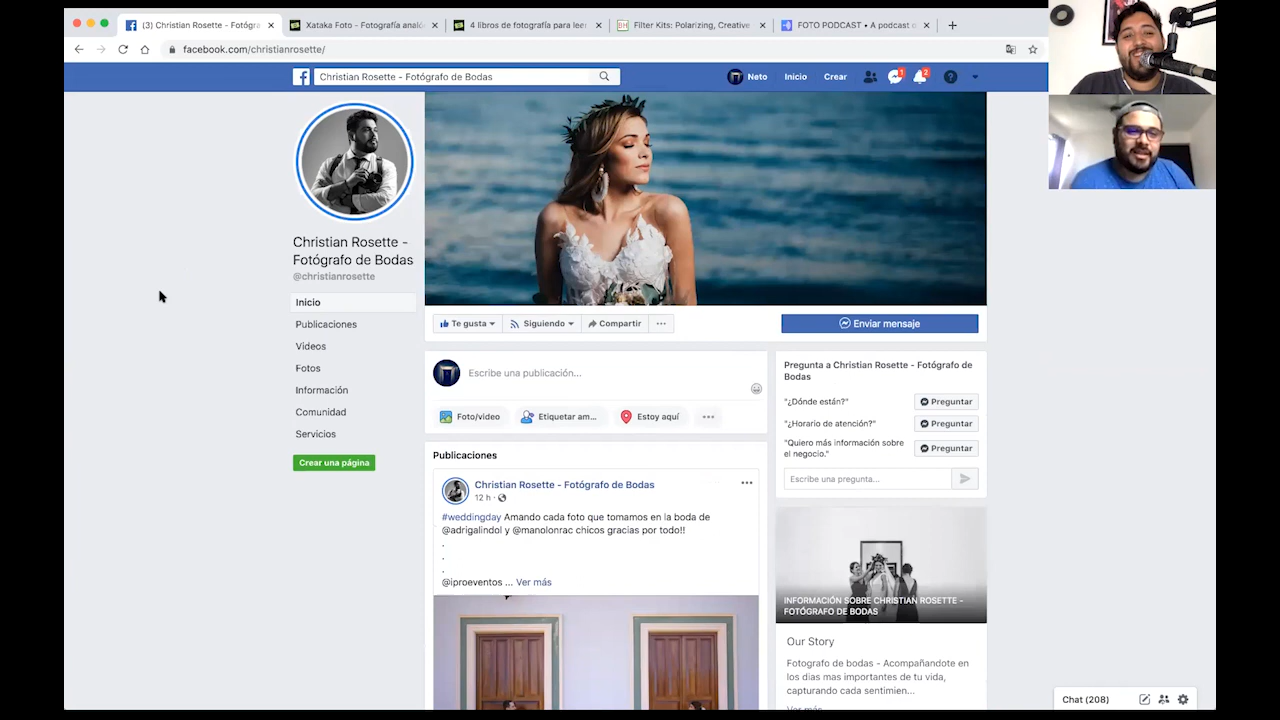 (3) Christian Rosette - Fotógra
Xataka Foto - Fotografía analó
4 libros de fotografía para lee
Filter Kits: Polarizing, Creative
FOTO PODCAST • A podcast o
facebook.com/christianrosette/
Christian Rosette - Fotógrafo de Bodas
Neto
Inicio
Crear
1
2
Christian Rosette -
Fotógrafo de Bodas
@christianrosette
Inicio
Publicaciones
Videos
Fotos
Información
Comunidad
Servicios
Crear una página
Te gusta
Siguiendo
Compartir
Enviar mensaje
Escribe una publicación...
Foto/video
Etiquetar am...
Estoy aquí
Publicaciones
Christian Rosette - Fotógrafo de Bodas
12 h ·
#weddingday Amando cada foto que tomamos en la boda de
@adrigalindol y @manolonrac chicos gracias por todo!!
.
.
.
@iproeventos ... Ver más
Pregunta a Christian Rosette - Fotógrafo de
Bodas
"¿Dónde están?"
Preguntar
"¿Horario de atención?"
Preguntar
"Quiero más información sobre
el negocio."
Preguntar
Escribe una pregunta...
INFORMACIÓN SOBRE CHRISTIAN ROSETTE -
FOTÓGRAFO DE BODAS
Our Story
Fotografo de bodas - Acompañandote en
los dias mas importantes de tu vida,
capturando cada sentimien...
Ver más
Chat (208)